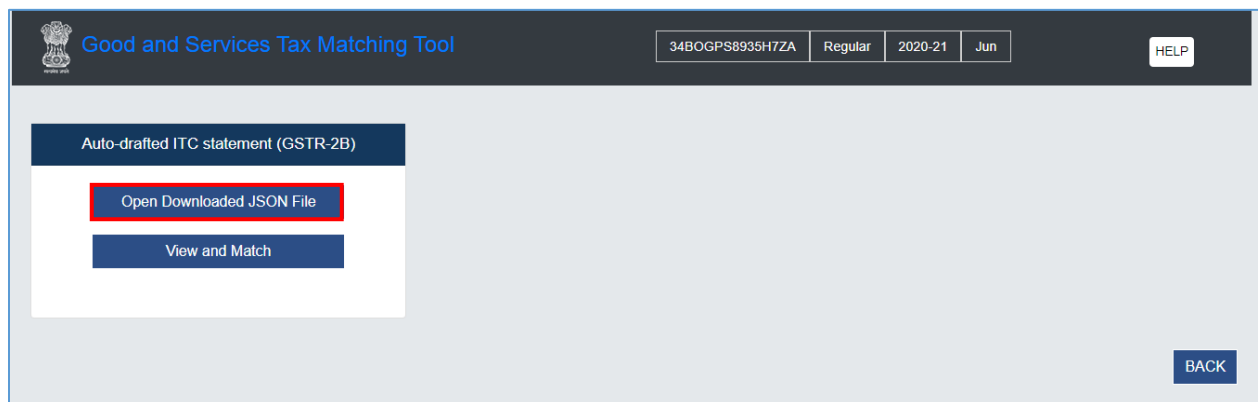 Good and Services Tax Matching Tool
34BOGPS8935H7ZA Regular 2020-21 Jun
HELP
Auto-drafted ITC statement (GSTR-2B)
Open Downloaded JSON File
View and Match
BACK